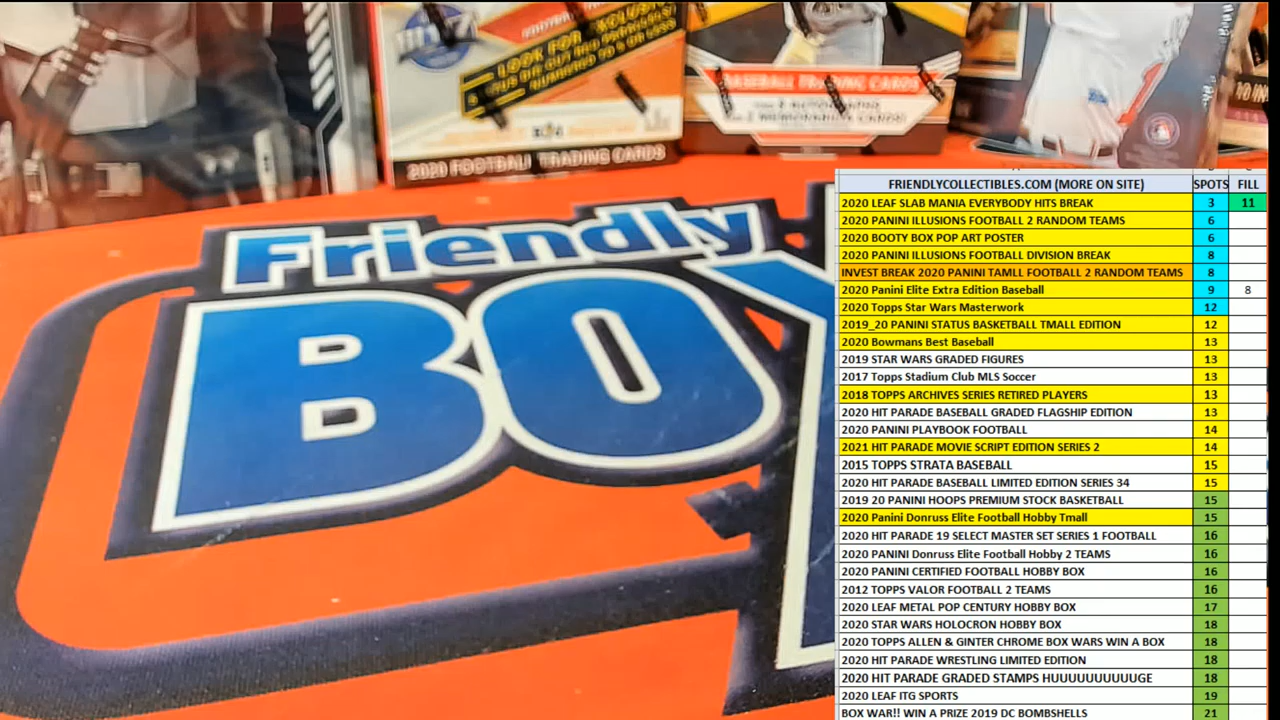 LOOK FOR XCLUSI
NUMBERED TO 5 OR LESS
2020 FOOTBALL TRADING CARDS
BASEBALL TRADING CARDS
2 MEMORABILIA CARDS!
Friendly
BOX
FRIENDLYCOLLECTIBLES.COM (MORE ON SITE) SPOTS FILL
2020 LEAF SLAB MANIA EVERYBODY HITS BREAK 3 11
2020 PANINI ILLUSIONS FOOTBALL 2 RANDOM TEAMS 6
2020 BOOTY BOX POP ART POSTER 6
2020 PANINI ILLUSIONS FOOTBALL DIVISION BREAK 8
INVEST BREAK 2020 PANINI TAMLL FOOTBALL 2 RANDOM TEAMS 8
2020 Panini Elite Extra Edition Baseball 9 8
2020 Topps Star Wars Masterwork 12
2019_20 PANINI STATUS BASKETBALL TMALL EDITION 12
2020 Bowmans Best Baseball 13
2019 STAR WARS GRADED FIGURES 13
2017 Topps Stadium Club MLS Soccer 13
2018 TOPPS ARCHIVES SERIES RETIRED PLAYERS 13
2020 HIT PARADE BASEBALL GRADED FLAGSHIP EDITION 13
2020 PANINI PLAYBOOK FOOTBALL 14
2021 HIT PARADE MOVIE SCRIPT EDITION SERIES 2 14
2015 TOPPS STRATA BASEBALL 15
2020 HIT PARADE BASEBALL LIMITED EDITION SERIES 34 15
2019 20 PANINI HOOPS PREMIUM STOCK BASKETBALL 15
2020 Panini Donruss Elite Football Hobby Tmall 15
2020 HIT PARADE 19 SELECT MASTER SET SERIES 1 FOOTBALL 16
2020 PANINI Donruss Elite Football Hobby 2 TEAMS 16
2020 PANINI CERTIFIED FOOTBALL HOBBY BOX 16
2012 TOPPS VALOR FOOTBALL 2 TEAMS 16
2020 LEAF METAL POP CENTURY HOBBY BOX 17
2020 STAR WARS HOLOCRON HOBBY BOX 18
2020 TOPPS ALLEN & GINTER CHROME BOX WARS WIN A BOX 18
2020 HIT PARADE WRESTLING LIMITED EDITION 18
2020 HIT PARADE GRADED STAMPS HUUUUUUUUUUGE 18
2020 LEAF ITG SPORTS 19
BOX WAR!! WIN A PRIZE 2019 DC BOMBSHELLS 21